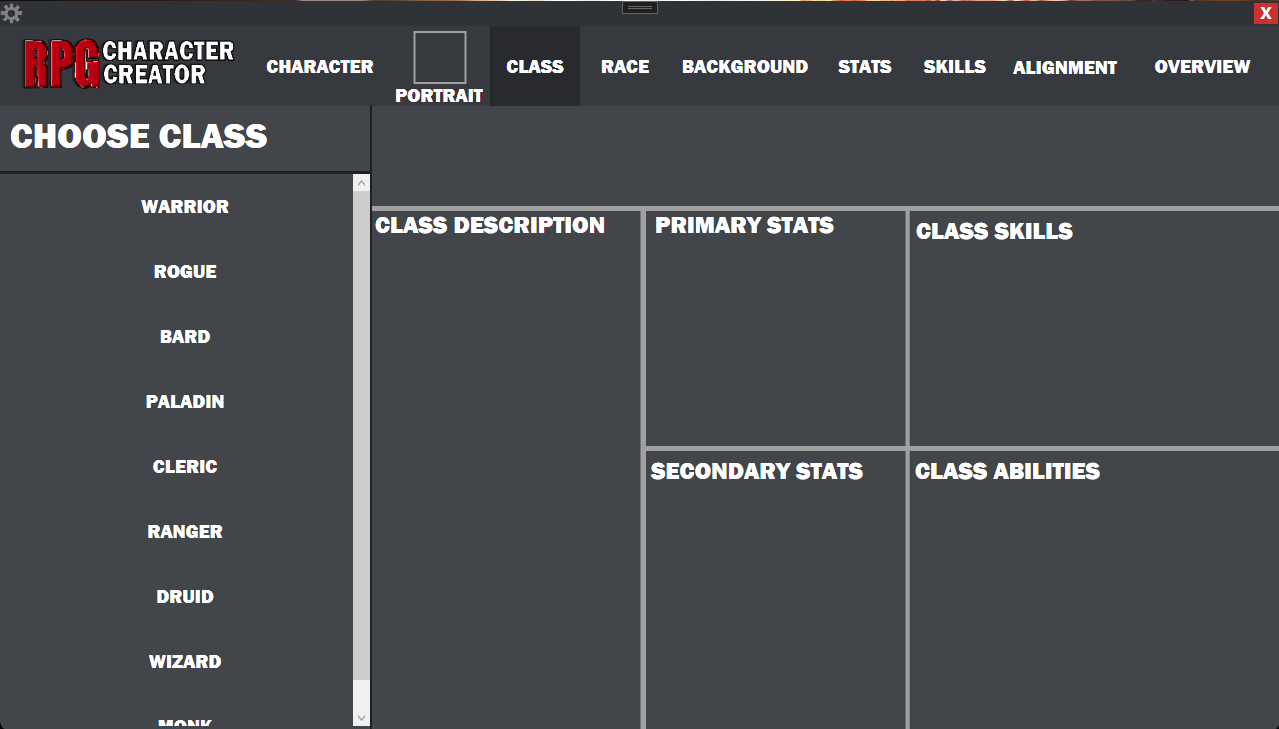 X
RPG CHARACTER CREATOR
CHARACTER
PORTRAIT
CLASS
RACE
BACKGROUND
STATS
SKILLS
ALIGNMENT
OVERVIEW
CHOOSE CLASS
WARRIOR
ROGUE
BARD
PALADIN
CLERIC
RANGER
DRUID
WIZARD
MONK
CLASS DESCRIPTION
PRIMARY STATS
CLASS SKILLS
SECONDARY STATS
CLASS ABILITIES